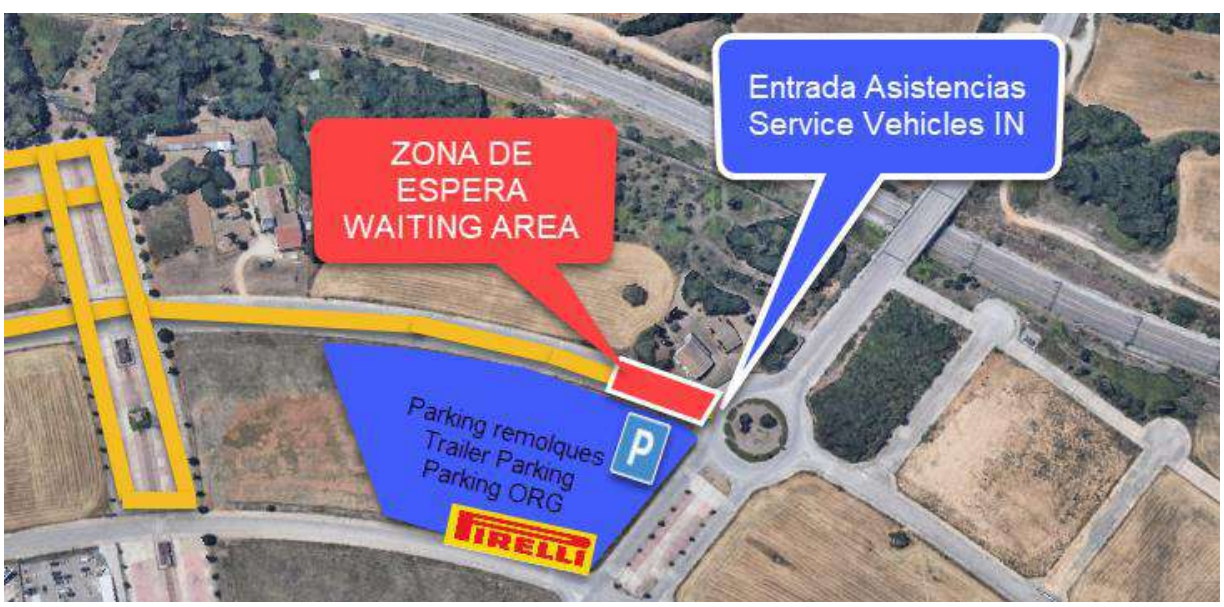 ZONA DE
ESPERA
WAITING AREA
Entrada Asistencias
Service Vehicles IN
Parking remolques
Trailer Parking
Parking ORG
P
PIRELLI